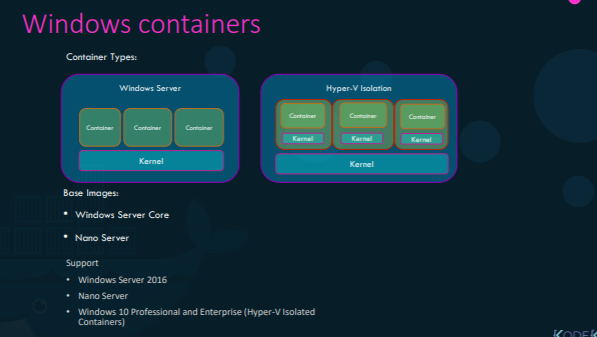 Windows containers
Container Types:
Windows Server
Container Container Container
Kernel
Hyper-V Isolation
Container Container Container
Kernel Kernel Kernel
Kernel
Base Images:
• Windows Server Core
• Nano Server
Support
• Windows Server 2016
• Nano Server
• Windows 10 Professional and Enterprise (Hyper-V Isolated
Containers)